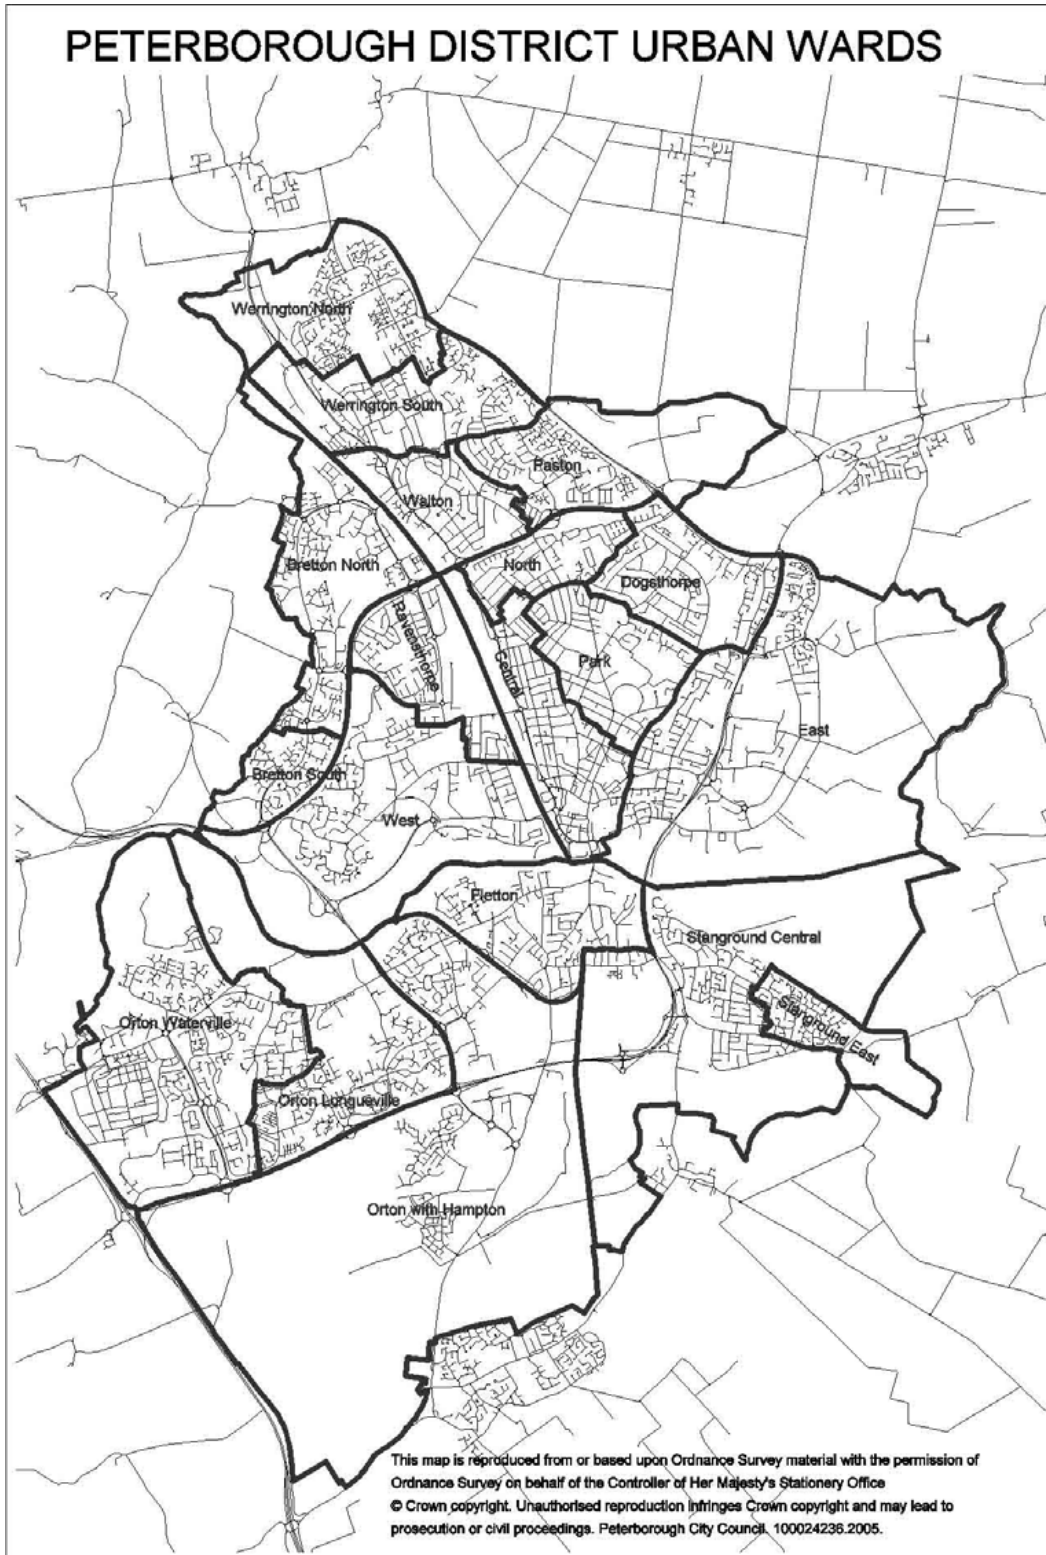 PETERBOROUGH DISTRICT URBAN WARDS
Werrington North
Werrington South
Paston
Walton
Bretton North
North
Dogsthorpe
Ravensthorpe
Central
Park
East
Bretton South
West
Fletton
Stanground Central
Stanground East
Orton Waterville
Orton Longueville
Orton with Hampton
This map is reproduced from or based upon Ordnance Survey material with the permission of
Ordnance Survey on behalf of the Controller of Her Majesty's Stationery Office
© Crown copyright. Unauthorised reproduction infringes Crown copyright and may lead to
prosecution or civil proceedings. Peterborough City Council. 100024236.2005.